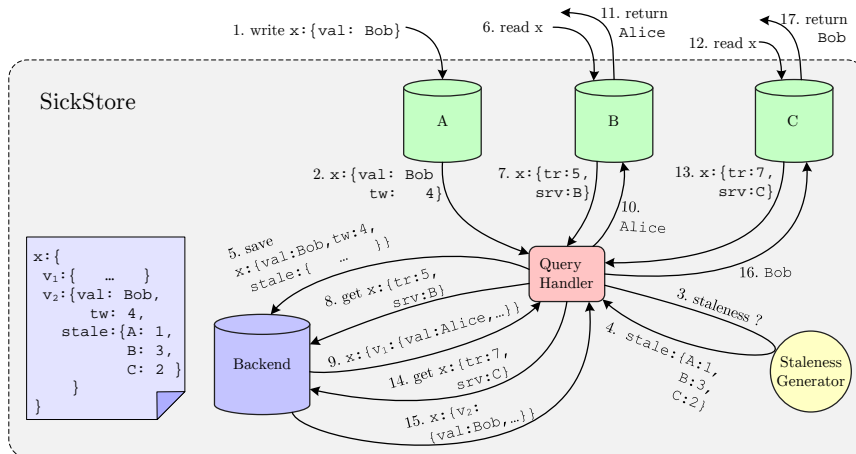 1. write x:{val: Bob}
6. read x
11. return
Alice
17. return
Bob
12. read x
SickStore
A
B
C
2. x:{val: Bob
tw: 4}
7. x:{tr:5,
srv:B}
10.
Alice
13. x:{tr:7,
srv:C}
16. Bob
5. save
x:{val:Bob,tw:4,
stale:{ … }}
8. get x:{tr:5,
srv:B}
Query
Handler
3. staleness ?
4. stale:{A:1,
B:3,
C:2}
9. x:{v₁:{val:Alice,…}}
14. get x:{tr:7,
srv:C}
15. x:{v₂:
{val:Bob,…}}
Backend
Staleness
Generator
x:{
v₁:{ … }
v₂:{val: Bob,
tw: 4,
stale:{A: 1,
B: 3,
C: 2 }
}
}